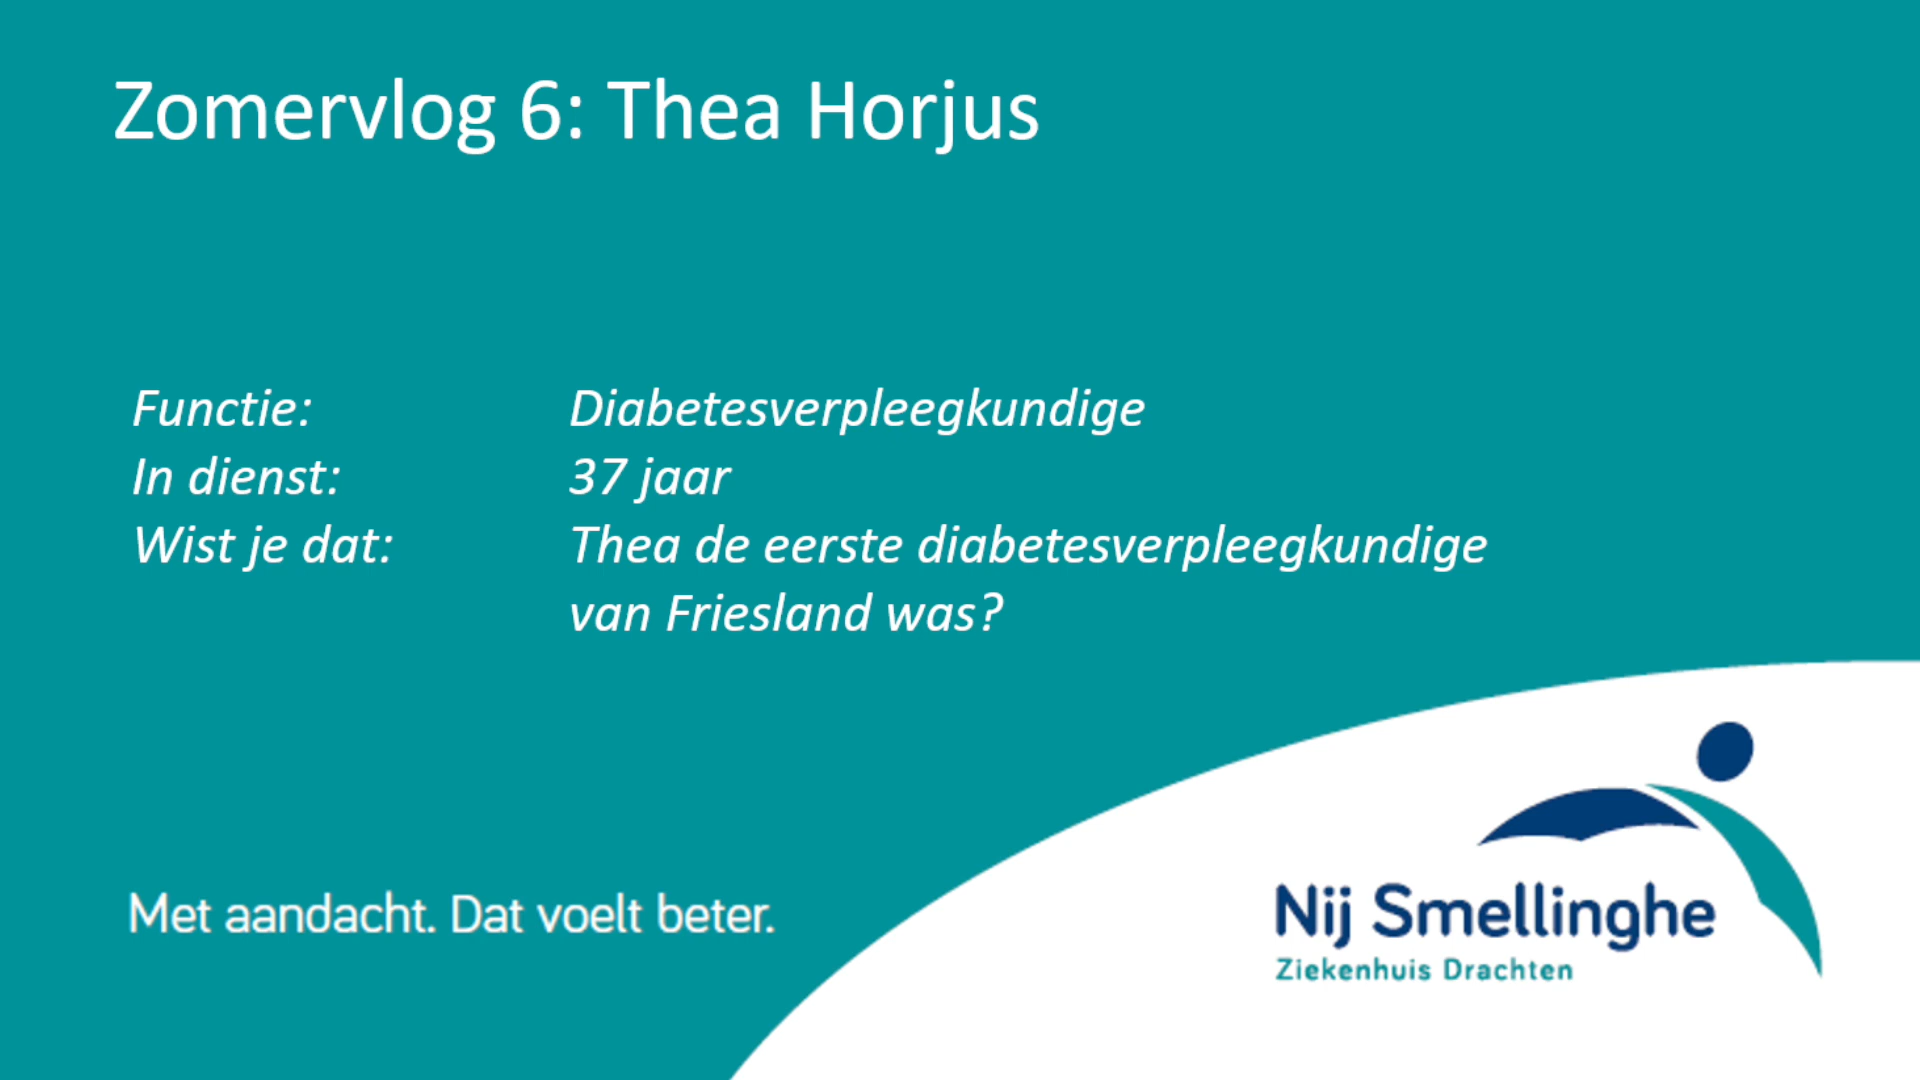 Zomervlog 6: Thea Horjus
Functie: Diabetesverpleegkundige
In dienst: 37 jaar
Wist je dat: Thea de eerste diabetesverpleegkundige
van Friesland was?
Met aandacht. Dat voelt beter.
Nij Smellinghe
Ziekenhuis Drachten